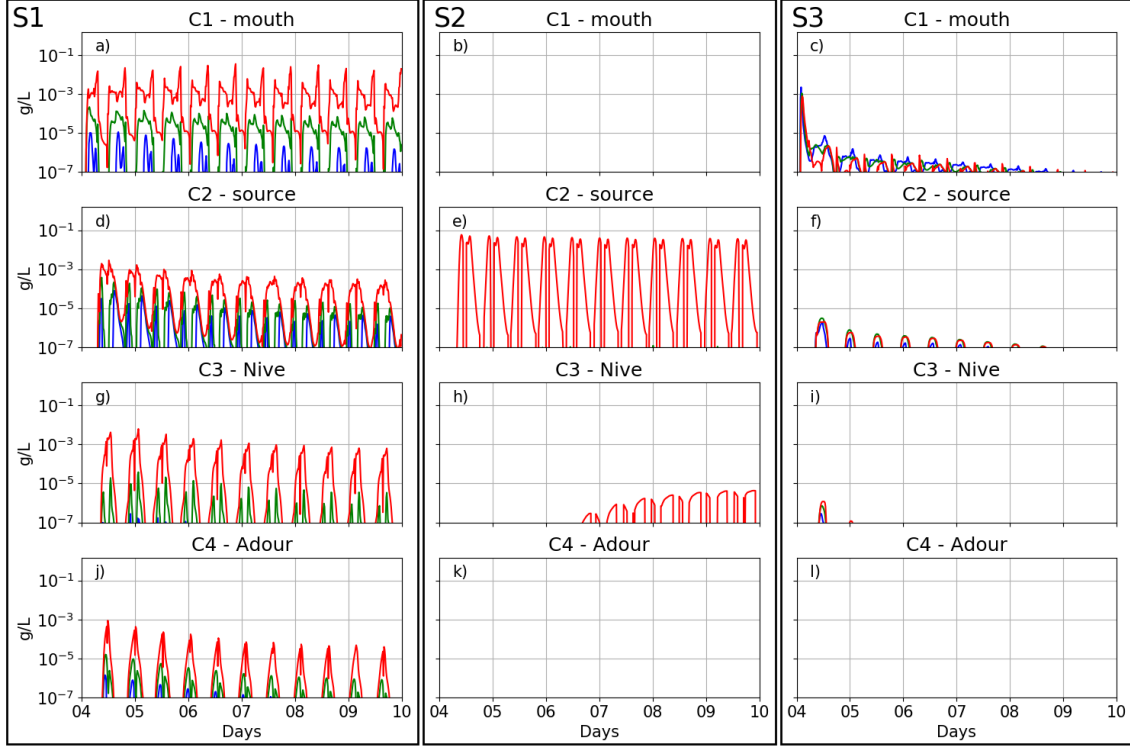 S1
C1 - mouth
S2
C1 - mouth
S3
C1 - mouth
a)
b)
c)
g/L
10⁻¹
10⁻³
10⁻⁵
10⁻⁷
C2 - source
C2 - source
C2 - source
d)
e)
f)
g/L
10⁻¹
10⁻³
10⁻⁵
10⁻⁷
C3 - Nive
C3 - Nive
C3 - Nive
g)
h)
i)
g/L
10⁻¹
10⁻³
10⁻⁵
10⁻⁷
C4 - Adour
C4 - Adour
C4 - Adour
j)
k)
l)
g/L
10⁻¹
10⁻³
10⁻⁵
10⁻⁷
04 05 06 07 08 09 10
05 06 07 08 09 10
04 05 06 07 08 09 10
Days
Days
Days